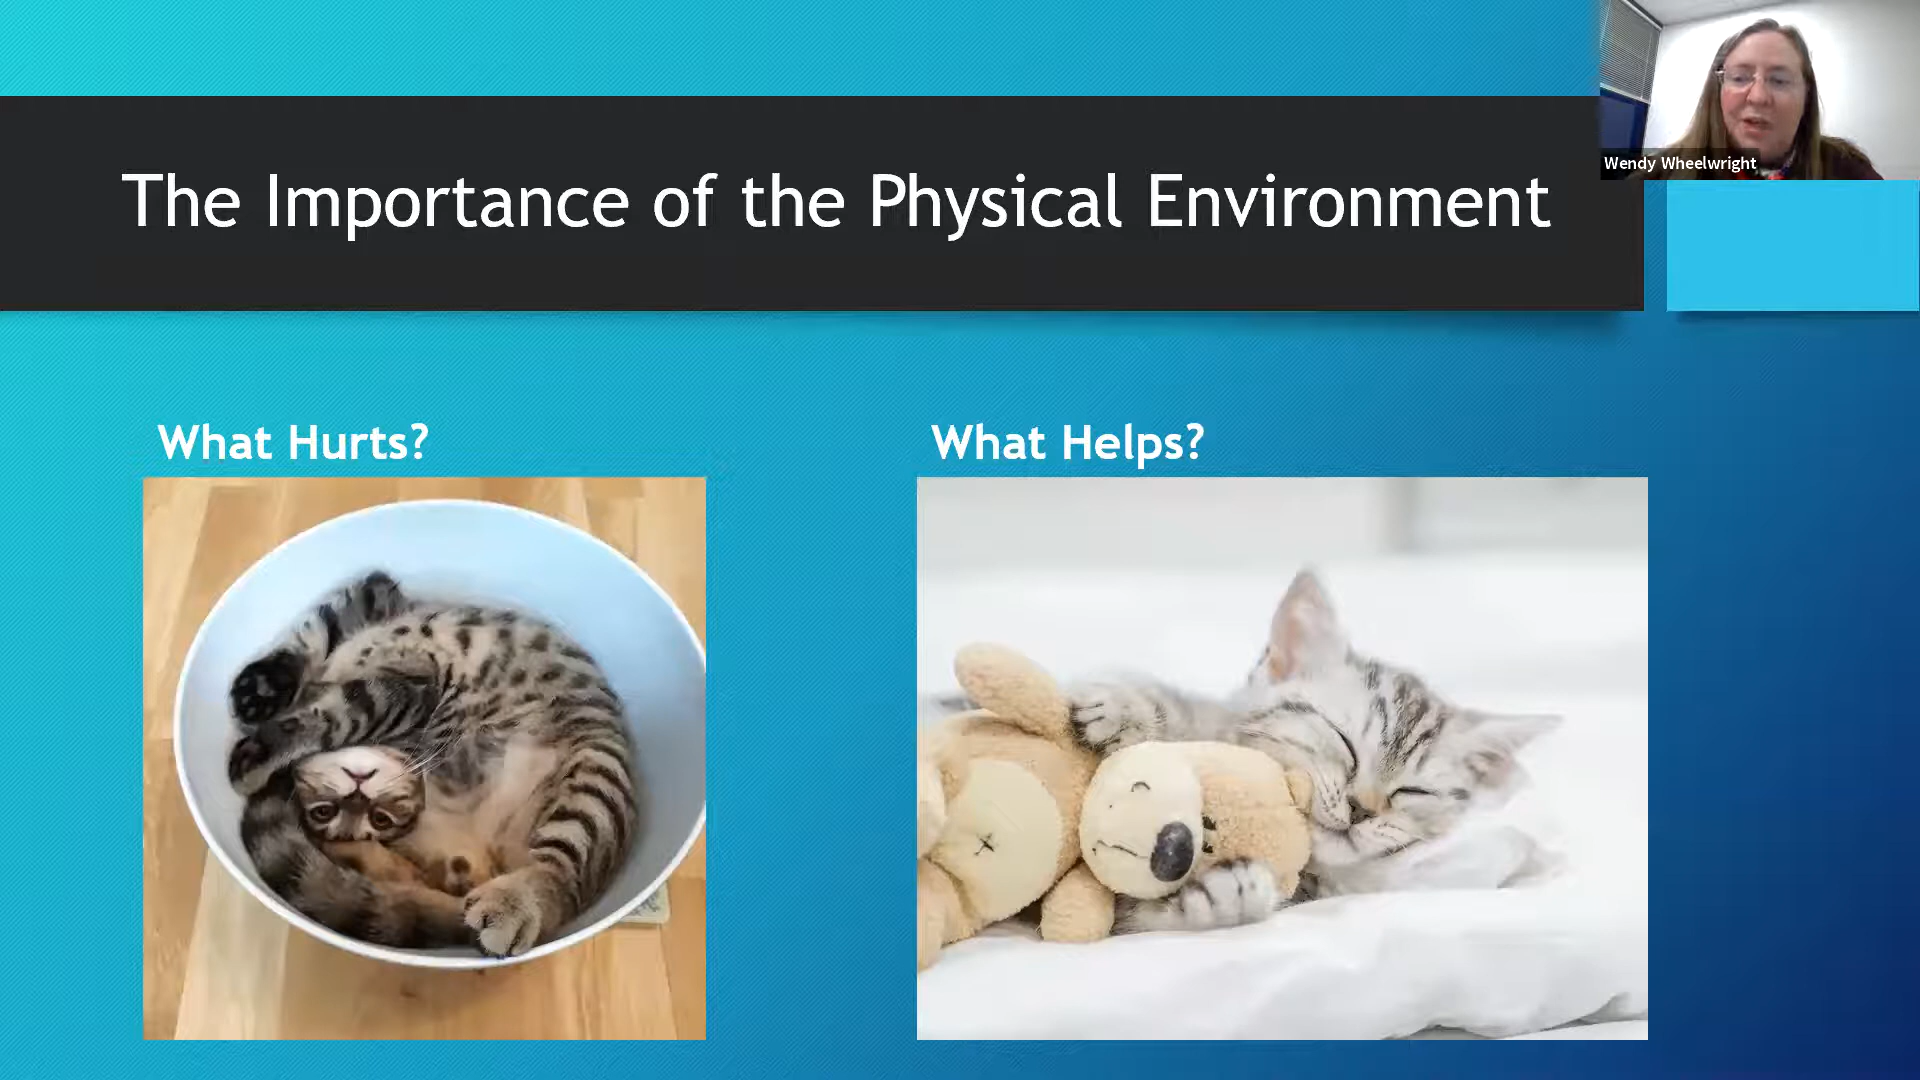 The Importance of the Physical Environment
Wendy Wheelwright
What Hurts?
What Helps?